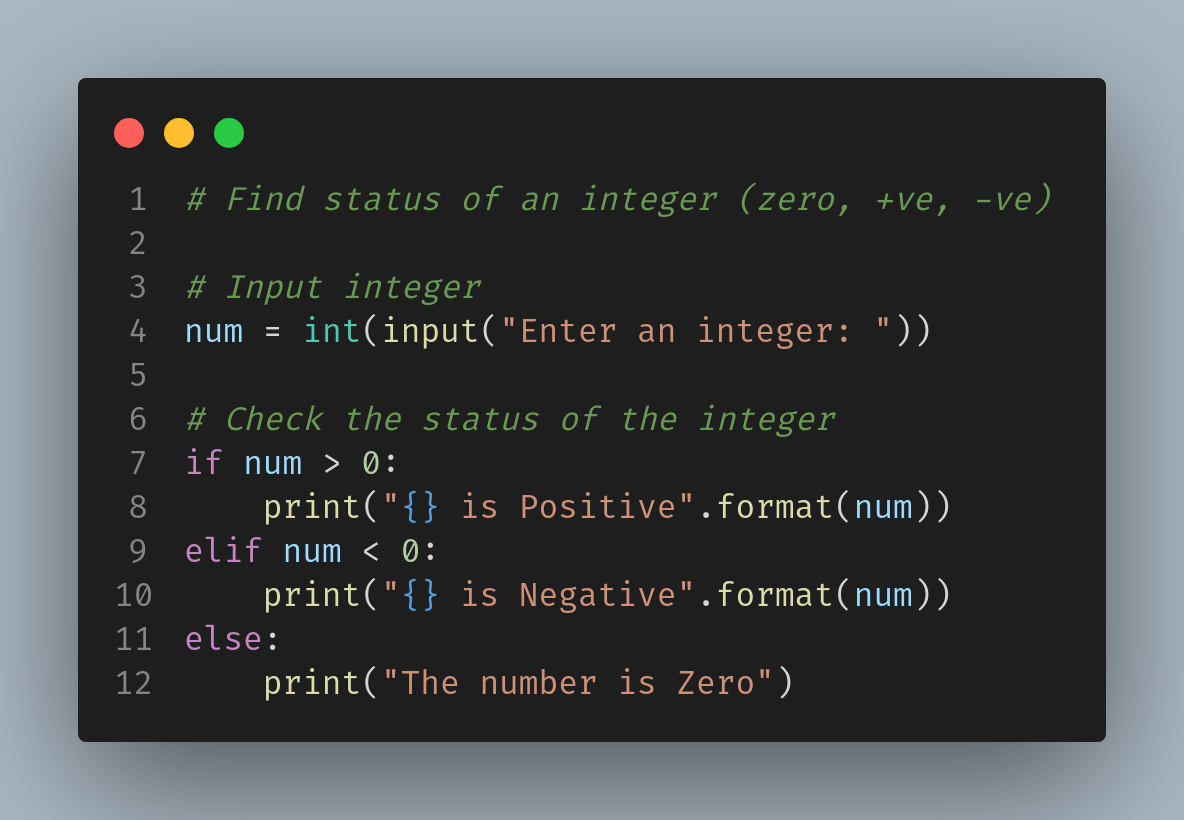 1 # Find status of an integer (zero, +ve, -ve)
2
3 # Input integer
4 num = int(input("Enter an integer: "))
5
6 # Check the status of the integer
7 if num > 0:
8     print("{} is Positive".format(num))
9 elif num < 0:
10     print("{} is Negative".format(num))
11 else:
12     print("The number is Zero")